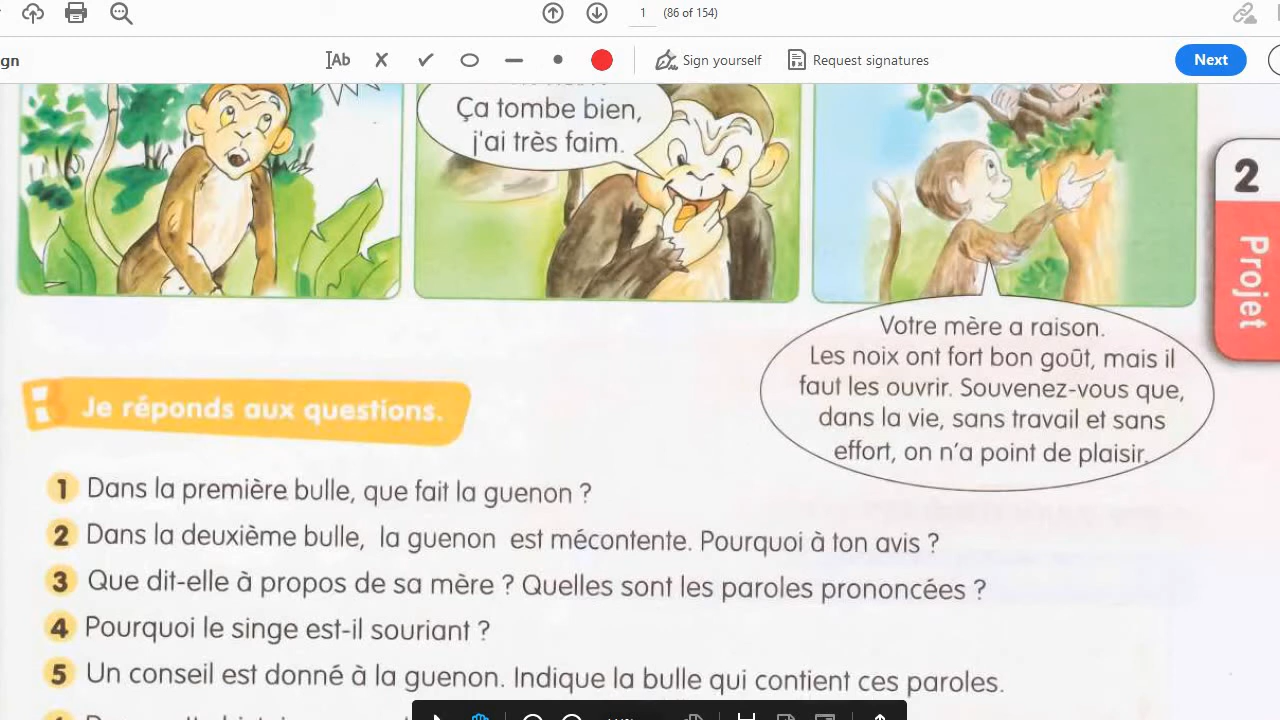 1 (86 of 154)
gn
Ab
Sign yourself
Request signatures
Next
Ça tombe bien,
j'ai très faim.
2
Projet
Votre mère a raison.
Les noix ont fort bon goût, mais il
faut les ouvrir. Souvenez-vous que,
dans la vie, sans travail et sans
effort, on n'a point de plaisir.
Je réponds aux questions.
1 Dans la première bulle, que fait la guenon ?
2 Dans la deuxième bulle, la guenon est mécontente. Pourquoi à ton avis ?
3 Que dit-elle à propos de sa mère ? Quelles sont les paroles prononcées ?
4 Pourquoi le singe est-il souriant ?
5 Un conseil est donné à la guenon. Indique la bulle qui contient ces paroles.